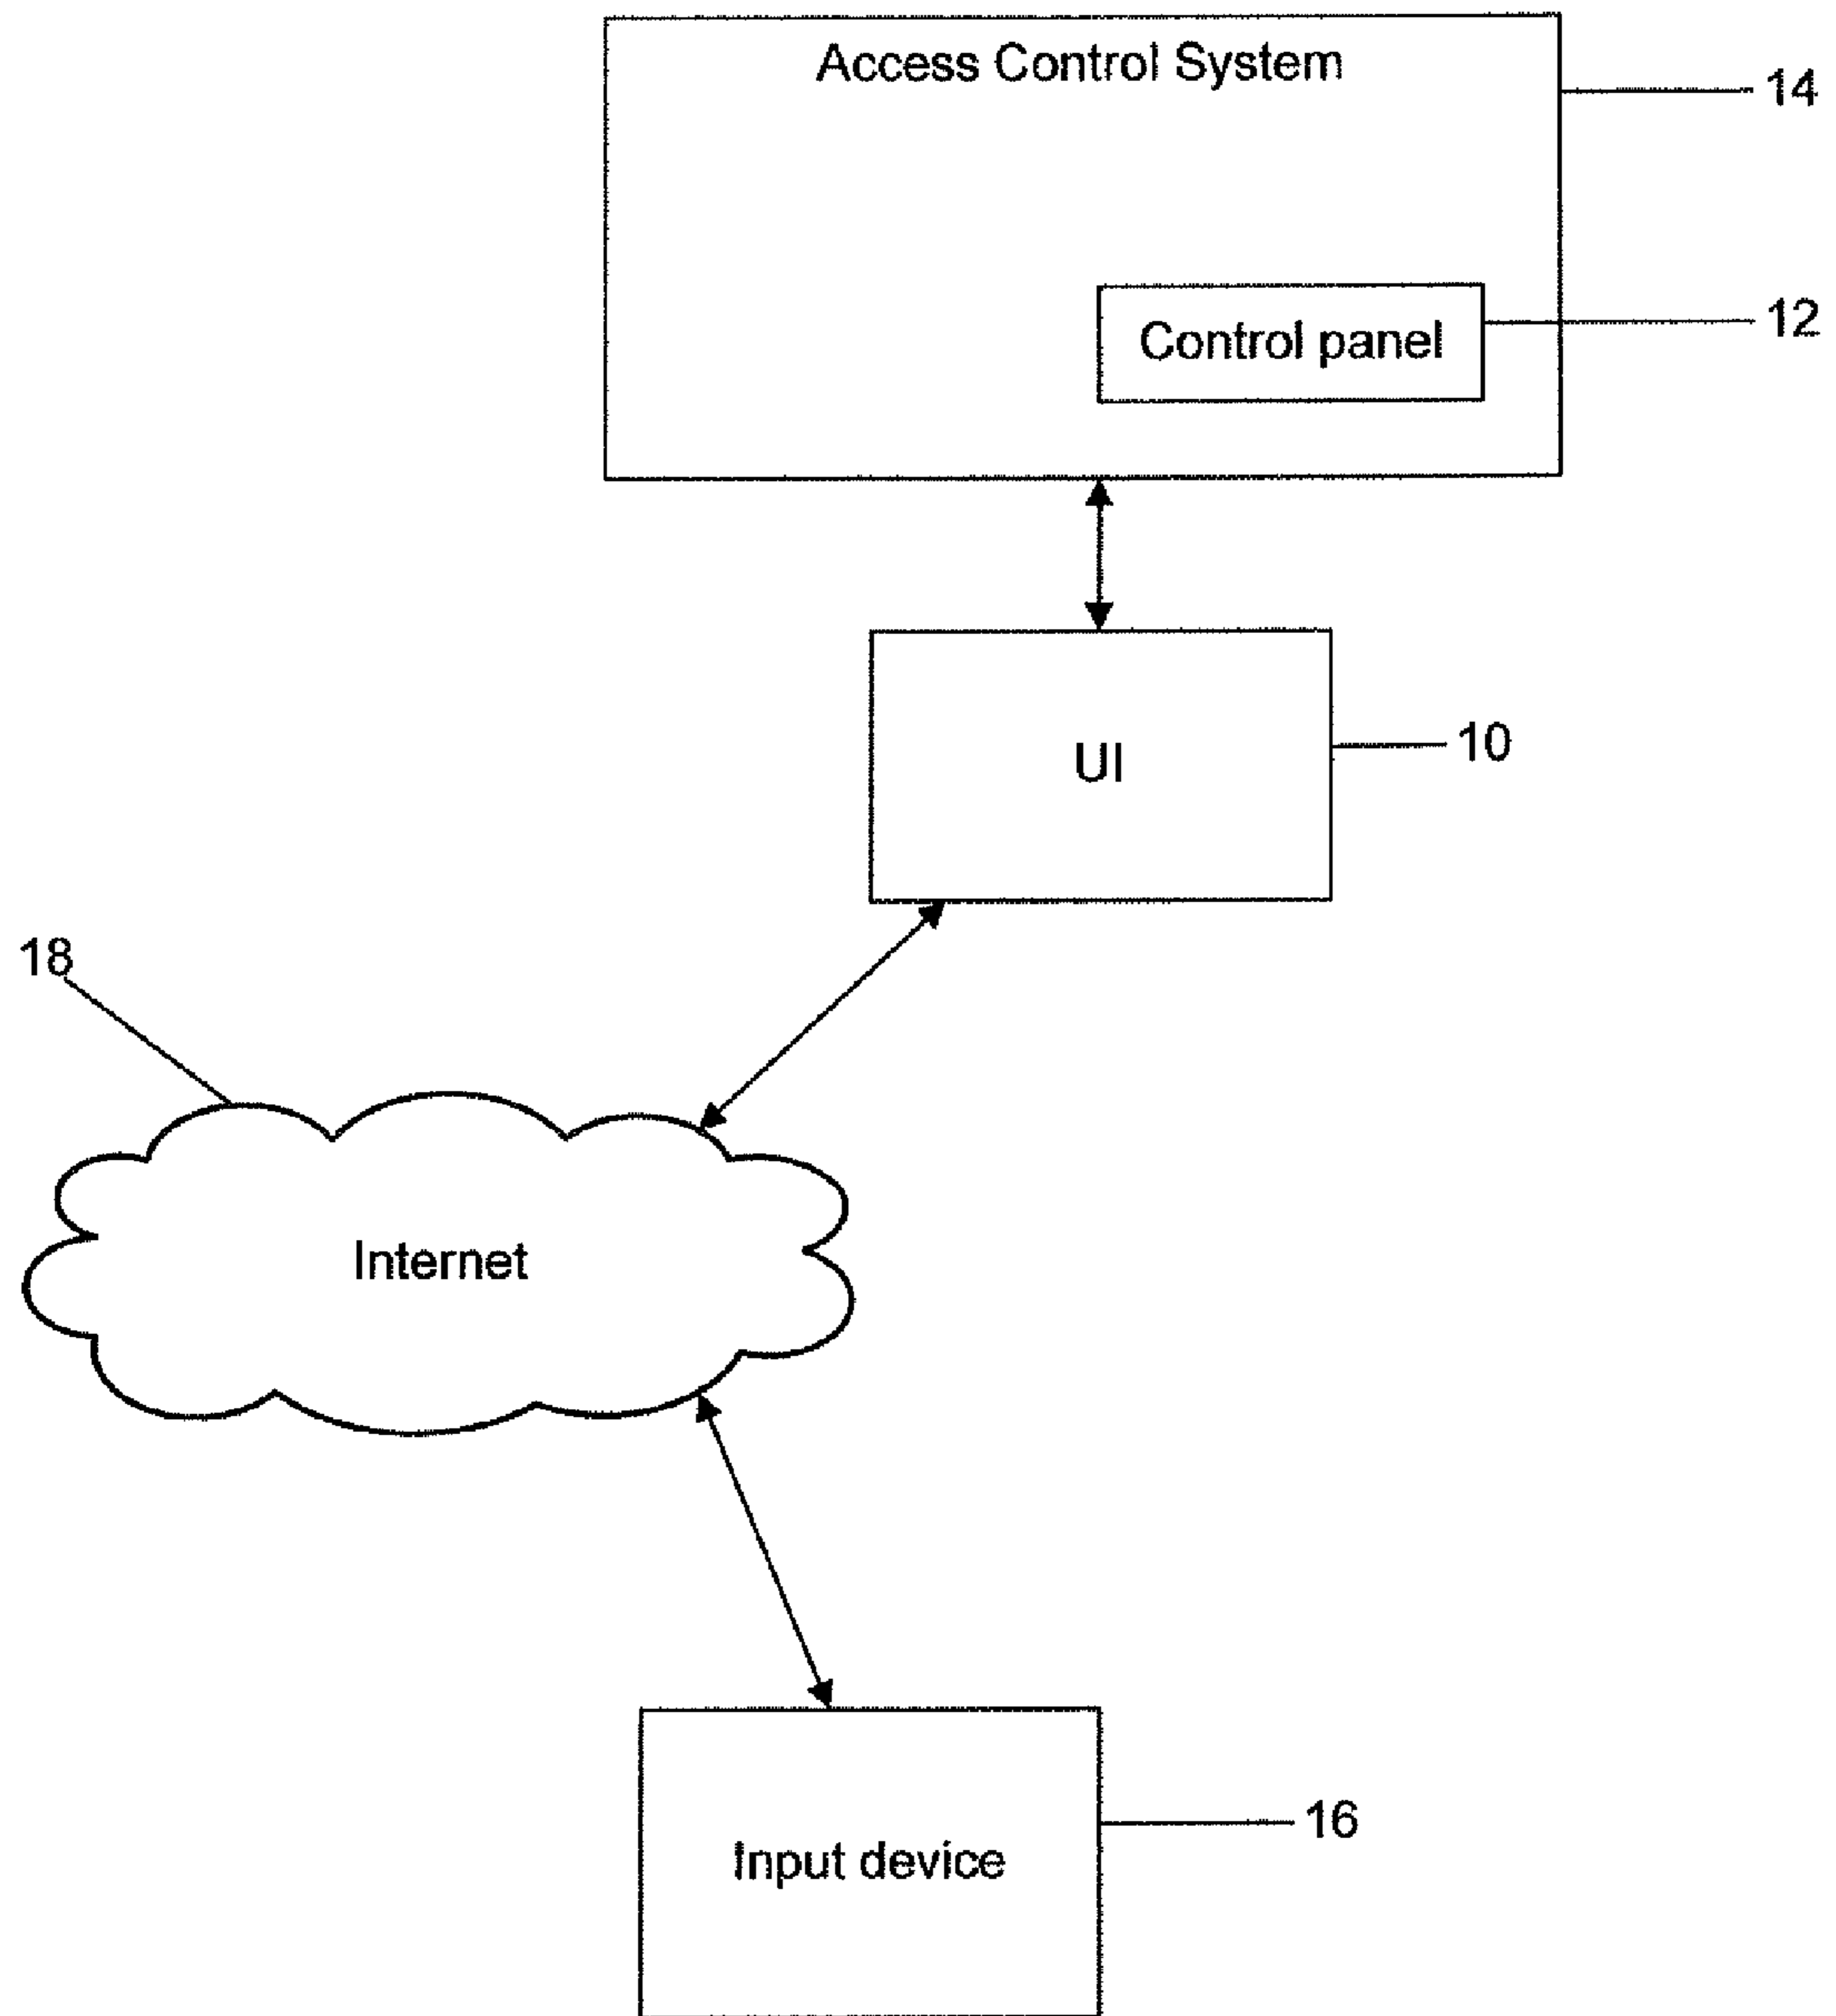 Access Control System
14
Control panel
12
UI
10
18
Internet
Input device
16